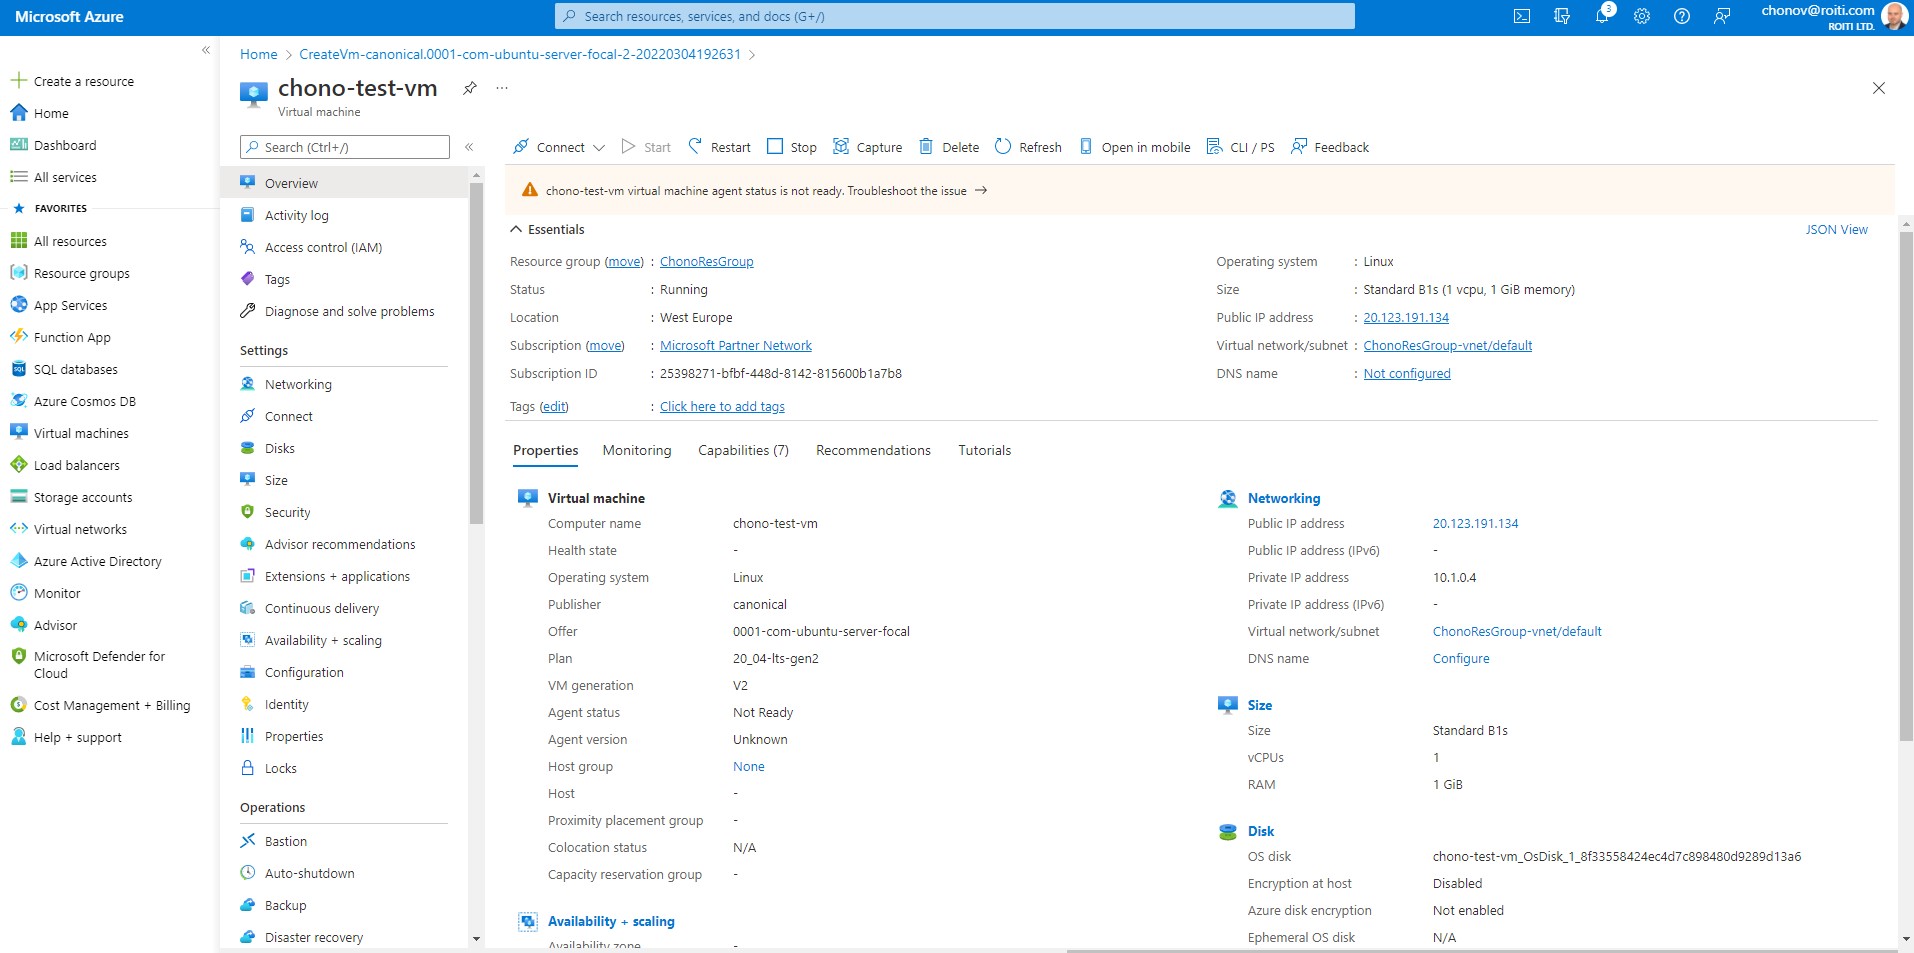 Microsoft Azure
Search resources, services, and docs (G+/)
3
chonov@roiti.com
ROITI LTD.
Create a resource
Home
Dashboard
All services
FAVORITES
All resources
Resource groups
App Services
Function App
SQL databases
Azure Cosmos DB
Virtual machines
Load balancers
Storage accounts
Virtual networks
Azure Active Directory
Monitor
Advisor
Microsoft Defender for
Cloud
Cost Management + Billing
Help + support
Home > CreateVm-canonical.0001-com-ubuntu-server-focal-2-20220304192631 >
chono-test-vm
Virtual machine
Search (Ctrl+/)
Overview
Activity log
Access control (IAM)
Tags
Diagnose and solve problems
Settings
Networking
Connect
Disks
Size
Security
Advisor recommendations
Extensions + applications
Continuous delivery
Availability + scaling
Configuration
Identity
Properties
Locks
Operations
Bastion
Auto-shutdown
Backup
Disaster recovery
Connect Start Restart Stop Capture Delete Refresh Open in mobile CLI / PS Feedback
chono-test-vm virtual machine agent status is not ready. Troubleshoot the issue →
Essentials
JSON View
Resource group (move) : ChonoResGroup
Status : Running
Location : West Europe
Subscription (move) : Microsoft Partner Network
Subscription ID : 25398271-bfbf-448d-8142-815600b1a7b8
Tags (edit) : Click here to add tags
Operating system : Linux
Size : Standard B1s (1 vcpu, 1 GiB memory)
Public IP address : 20.123.191.134
Virtual network/subnet : ChonoResGroup-vnet/default
DNS name : Not configured
Properties Monitoring Capabilities (7) Recommendations Tutorials
Virtual machine
Computer name chono-test-vm
Health state -
Operating system Linux
Publisher canonical
Offer 0001-com-ubuntu-server-focal
Plan 20_04-lts-gen2
VM generation V2
Agent status Not Ready
Agent version Unknown
Host group None
Host -
Proximity placement group -
Colocation status N/A
Capacity reservation group -
Availability + scaling
Availability zone -
Networking
Public IP address 20.123.191.134
Public IP address (IPv6) -
Private IP address 10.1.0.4
Private IP address (IPv6) -
Virtual network/subnet ChonoResGroup-vnet/default
DNS name Configure
Size
Size Standard B1s
vCPUs 1
RAM 1 GiB
Disk
OS disk chono-test-vm_OsDisk_1_8f33558424ec4d7c898480d9289d13a6
Encryption at host Disabled
Azure disk encryption Not enabled
Ephemeral OS disk N/A